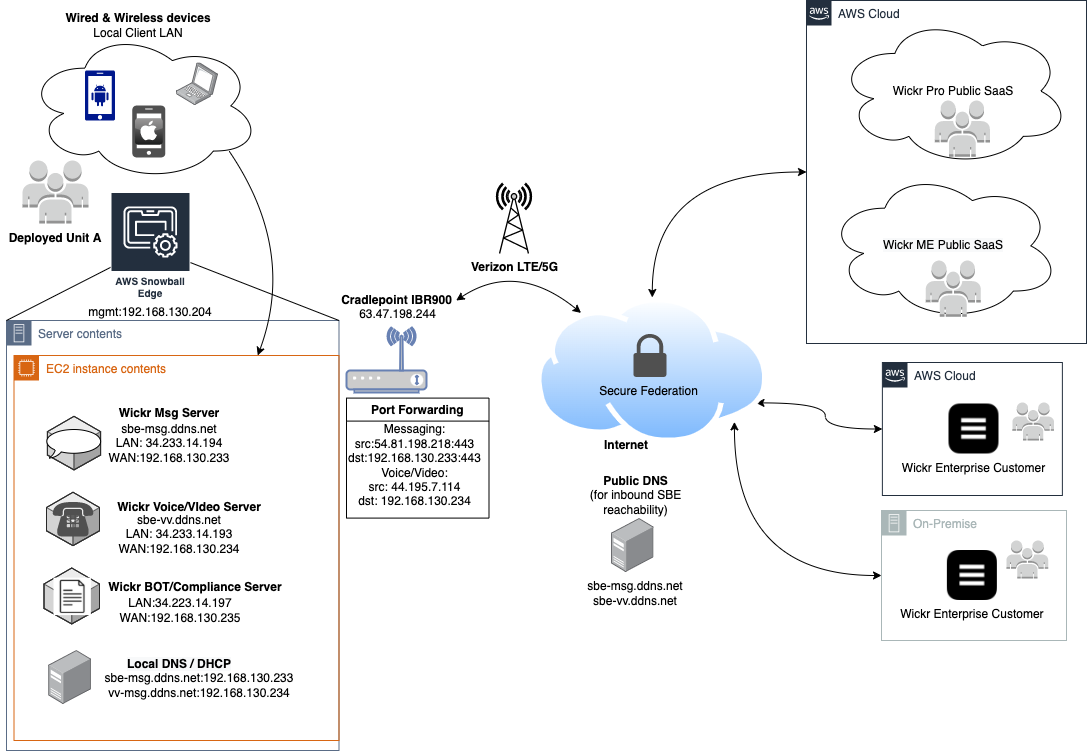 Wired & Wireless devices
Local Client LAN
Deployed Unit A
AWS Snowball
Edge
mgmt:192.168.130.204
Server contents
EC2 instance contents
Wickr Msg Server
sbe-msg.ddns.net
LAN: 34.233.14.194
WAN:192.168.130.233
Wickr Voice/VIdeo Server
sbe-vv.ddns.net
LAN: 34.233.14.193
WAN:192.168.130.234
Wickr BOT/Compliance Server
LAN:34.223.14.197
WAN:192.168.130.235
Local DNS / DHCP
sbe-msg.ddns.net:192.168.130.233
vv-msg.ddns.net:192.168.130.234
Verizon LTE/5G
Cradlepoint IBR900
63.47.198.244
Port Forwarding
Messaging:
src:54.81.198.218:443
dst:192.168.130.233:443
Voice/Video:
src: 44.195.7.114
dst: 192.168.130.234
Secure Federation
Internet
Public DNS
(for inbound SBE
reachability)
sbe-msg.ddns.net
sbe-vv.ddns.net
aws
AWS Cloud
Wickr Pro Public SaaS
Wickr ME Public SaaS
aws
AWS Cloud
Wickr Enterprise Customer
On-Premise
Wickr Enterprise Customer